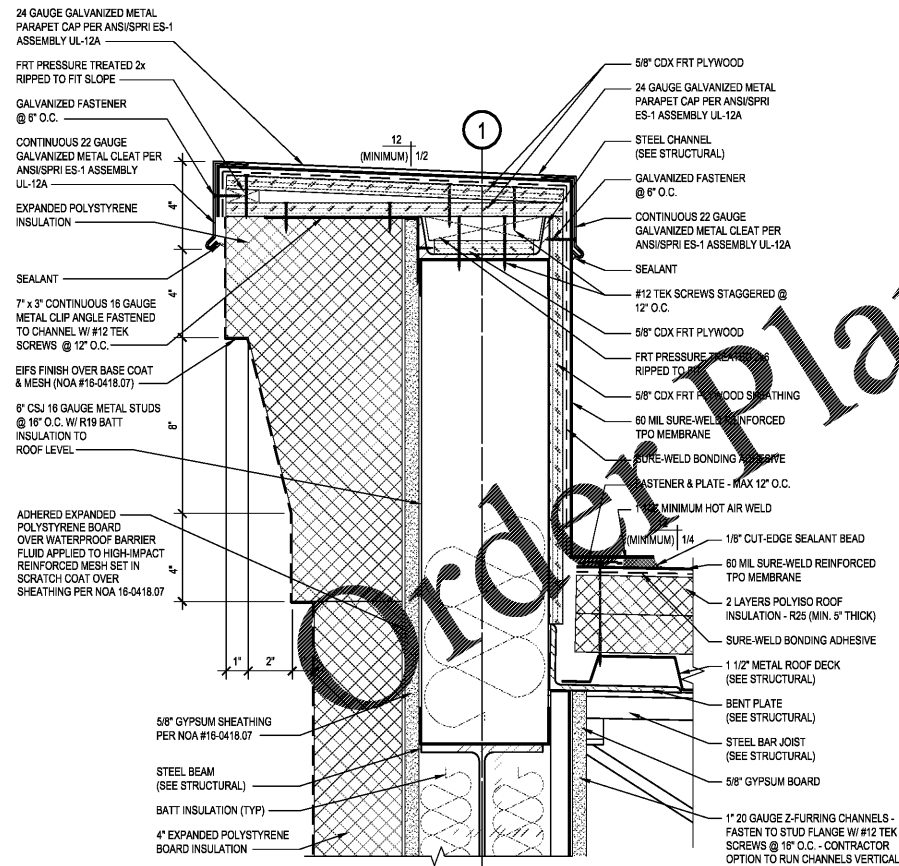 24 GAUGE GALVANIZED METAL
PARAPET CAP PER ANSI/SPRI ES-1
ASSEMBLY UL-12A
FRT PRESSURE TREATED 2x
RIPPED TO FIT SLOPE
GALVANIZED FASTENER
@ 6" O.C.
CONTINUOUS 22 GAUGE
GALVANIZED METAL CLEAT PER
ANSI/SPRI ES-1 ASSEMBLY
UL-12A
EXPANDED POLYSTYRENE
INSULATION
SEALANT
7" x 3" CONTINUOUS 16 GAUGE
METAL CLIP ANGLE FASTENED
TO CHANNEL W/ #12 TEK
SCREWS @ 12" O.C.
EIFS FINISH OVER BASE COAT
& MESH (NOA #16-0418.07)
6" CSJ 16 GAUGE METAL STUDS
@ 16" O.C. W/ R19 BATT
INSULATION TO
ROOF LEVEL
ADHERED EXPANDED
POLYSTYRENE BOARD
OVER WATERPROOF BARRIER
FLUID APPLIED TO HIGH-IMPACT
REINFORCED MESH SET IN
SCRATCH COAT OVER
SHEATHING PER NOA 16-0418.07
4"
4"
8"
4"
1"
2"
5/8" GYPSUM SHEATHING
PER NOA #16-0418.07
STEEL BEAM
(SEE STRUCTURAL)
BATT INSULATION (TYP)
4" EXPANDED POLYSTYRENE
BOARD INSULATION
1
12
(MINIMUM) 1/2
5/8" CDX FRT PLYWOOD
24 GAUGE GALVANIZED METAL
PARAPET CAP PER ANSI/SPRI
ES-1 ASSEMBLY UL-12A
STEEL CHANNEL
(SEE STRUCTURAL)
GALVANIZED FASTENER
@ 6" O.C.
CONTINUOUS 22 GAUGE
GALVANIZED METAL CLEAT PER
ANSI/SPRI ES-1 ASSEMBLY UL-12A
SEALANT
#12 TEK SCREWS STAGGERED @
12" O.C.
5/8" CDX FRT PLYWOOD
FRT PRESSURE TREATED
RIPPED TO
5/8" CDX FRT PLYWOOD SHEATHING
60 MIL SURE-WELD REINFORCED
TPO MEMBRANE
SURE-WELD BONDING ADHESIVE
FASTENER & PLATE - MAX 12" O.C.
MINIMUM HOT AIR WELD
(MINIMUM) 1/4
1/8" CUT-EDGE SEALANT BEAD
60 MIL SURE-WELD REINFORCED
TPO MEMBRANE
2 LAYERS POLYISO ROOF
INSULATION - R25 (MIN. 5" THICK)
SURE-WELD BONDING ADHESIVE
1 1/2" METAL ROOF DECK
(SEE STRUCTURAL)
BENT PLATE
(SEE STRUCTURAL)
STEEL BAR JOIST
(SEE STRUCTURAL)
5/8" GYPSUM BOARD
1" 20 GAUGE Z-FURRING CHANNELS -
FASTEN TO STUD FLANGE W/ #12 TEK
SCREWS @ 16" O.C. - CONTRACTOR
OPTION TO RUN CHANNELS VERTICAL
Order Pla